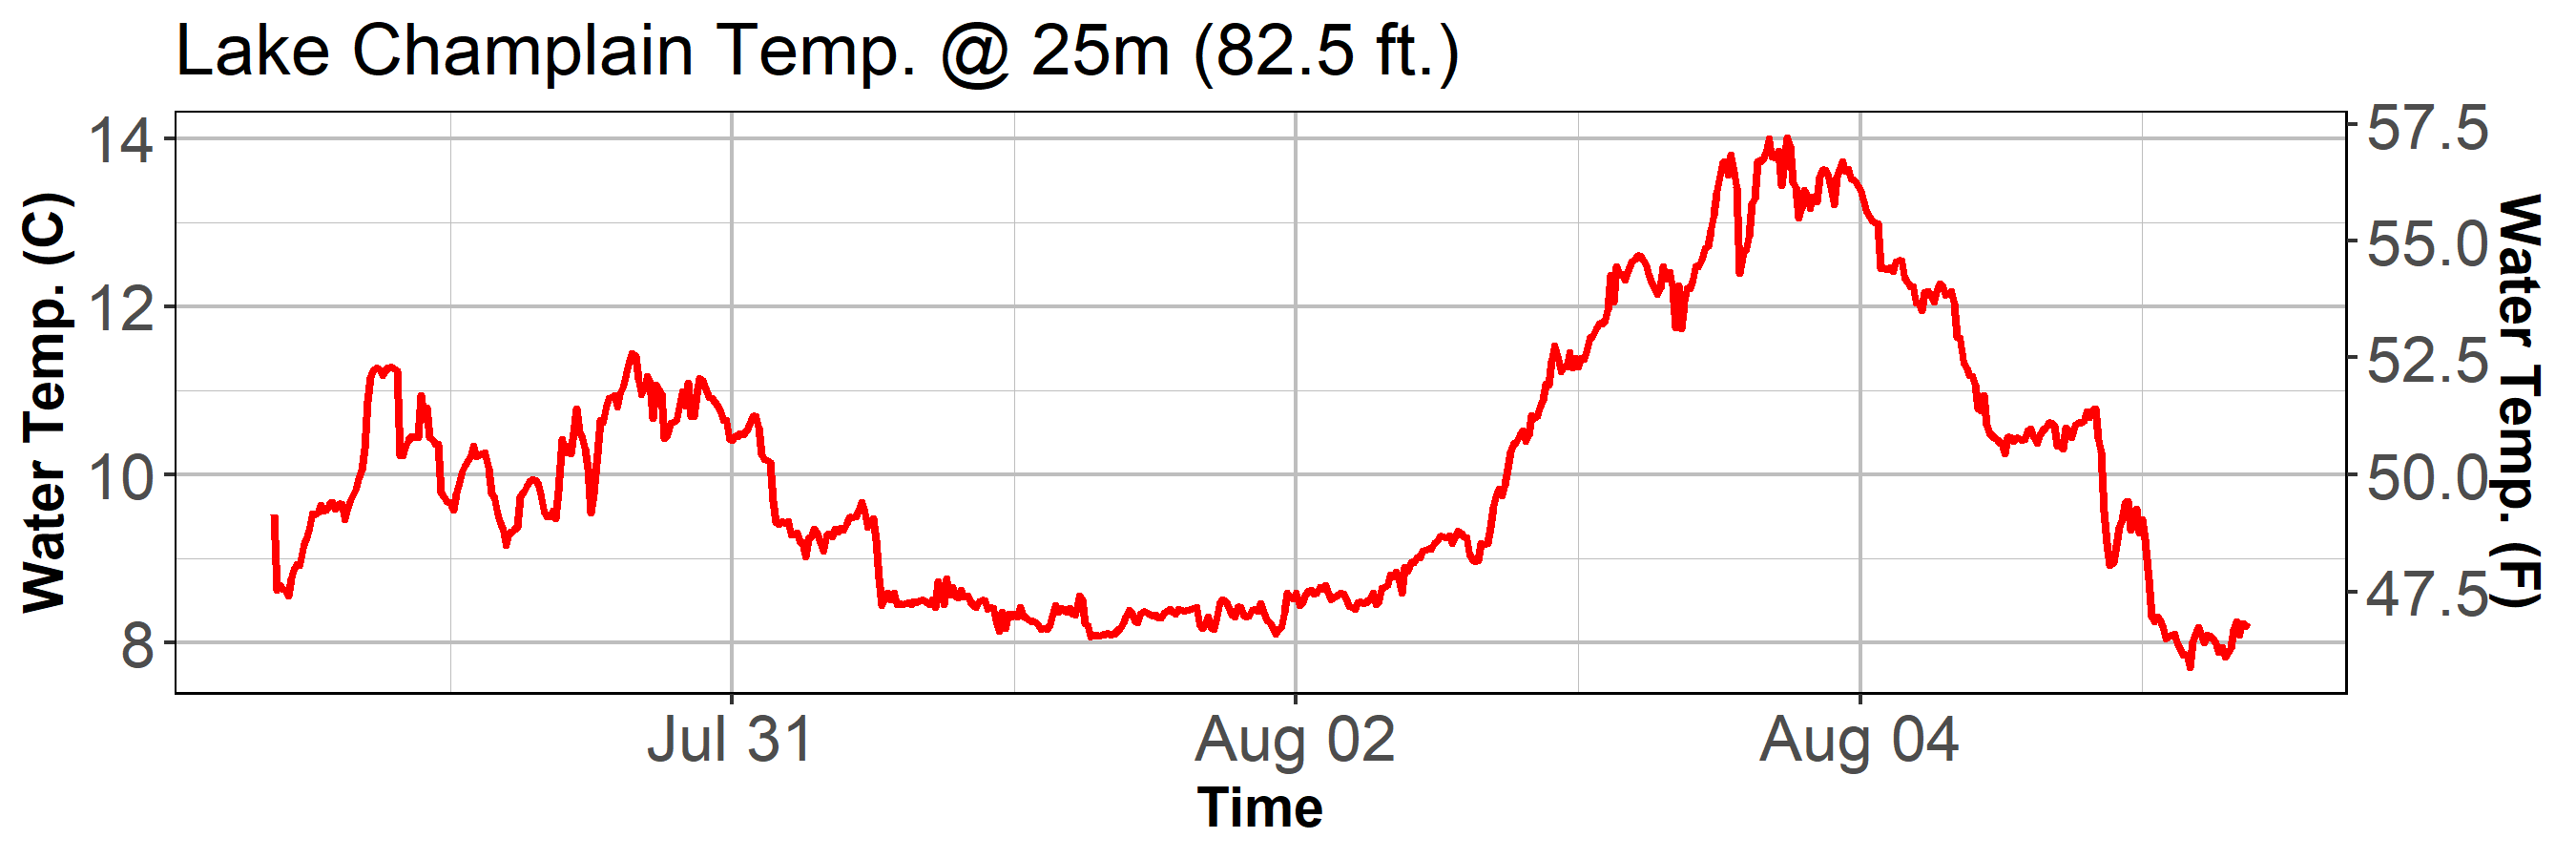 Lake Champlain Temp. @ 25m (82.5 ft.)
Water Temp. (C)
14
12
10
8
57.5
55.0
52.5
50.0
47.5
Water Temp. (F)
Jul 31
Aug 02
Aug 04
Time